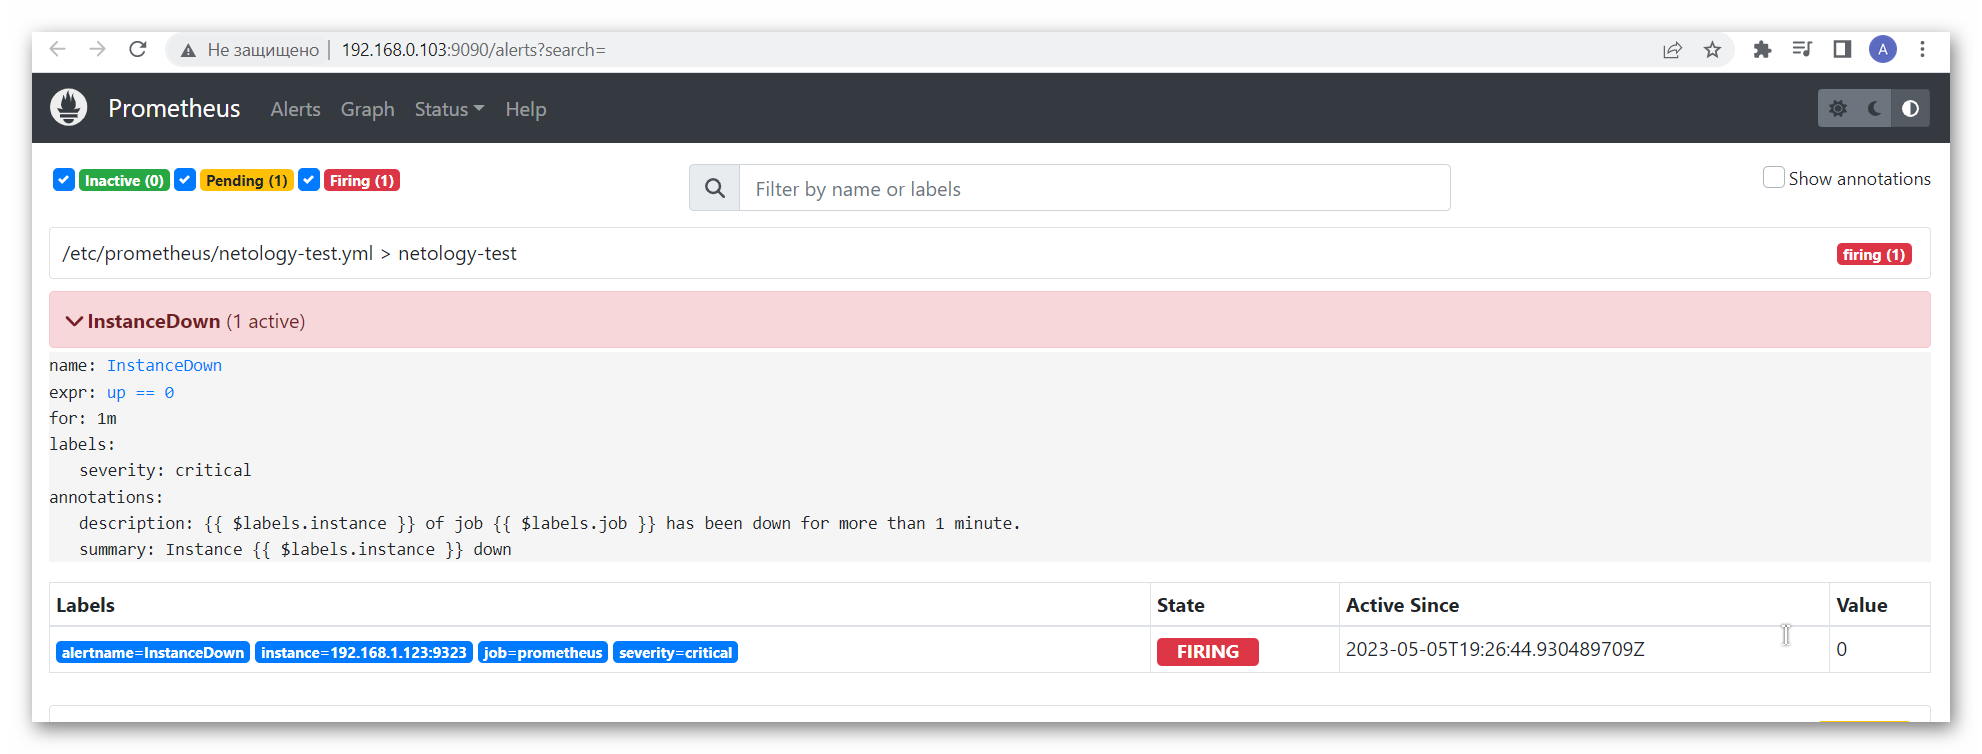 Не защищено | 192.168.0.103:9090/alerts?search=
A
Prometheus Alerts Graph Status Help
Inactive (0) Pending (1) Firing (1)
Filter by name or labels
Show annotations
/etc/prometheus/netology-test.yml > netology-test
firing (1)
InstanceDown (1 active)
name: InstanceDown
expr: up == 0
for: 1m
labels:
severity: critical
annotations:
description: {{ $labels.instance }} of job {{ $labels.job }} has been down for more than 1 minute.
summary: Instance {{ $labels.instance }} down
Labels State Active Since Value
alertname=InstanceDown instance=192.168.1.123:9323 job=prometheus severity=critical FIRING 2023-05-05T19:26:44.930489709Z 0